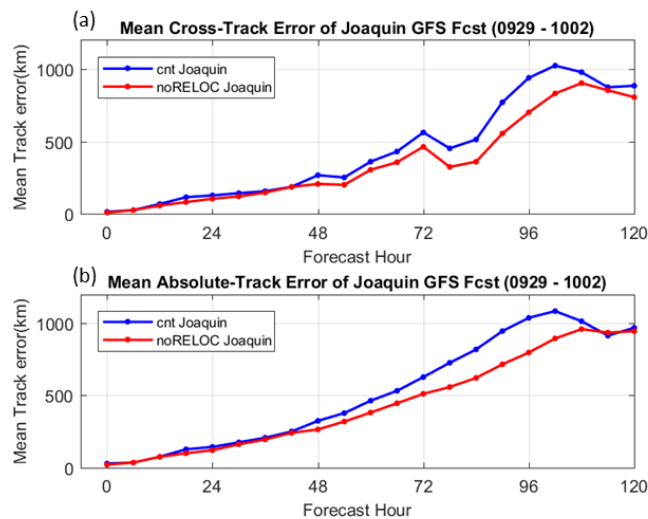 (a)
Mean Cross-Track Error of Joaquin GFS Fcst (0929 - 1002)
Mean Track error(km)
1000
500
0
cnt Joaquin
noRELOC Joaquin
0 24 48 72 96 120
Forecast Hour
(b)
Mean Absolute-Track Error of Joaquin GFS Fcst (0929 - 1002)
Mean Track error(km)
1000
500
0
cnt Joaquin
noRELOC Joaquin
0 24 48 72 96 120
Forecast Hour